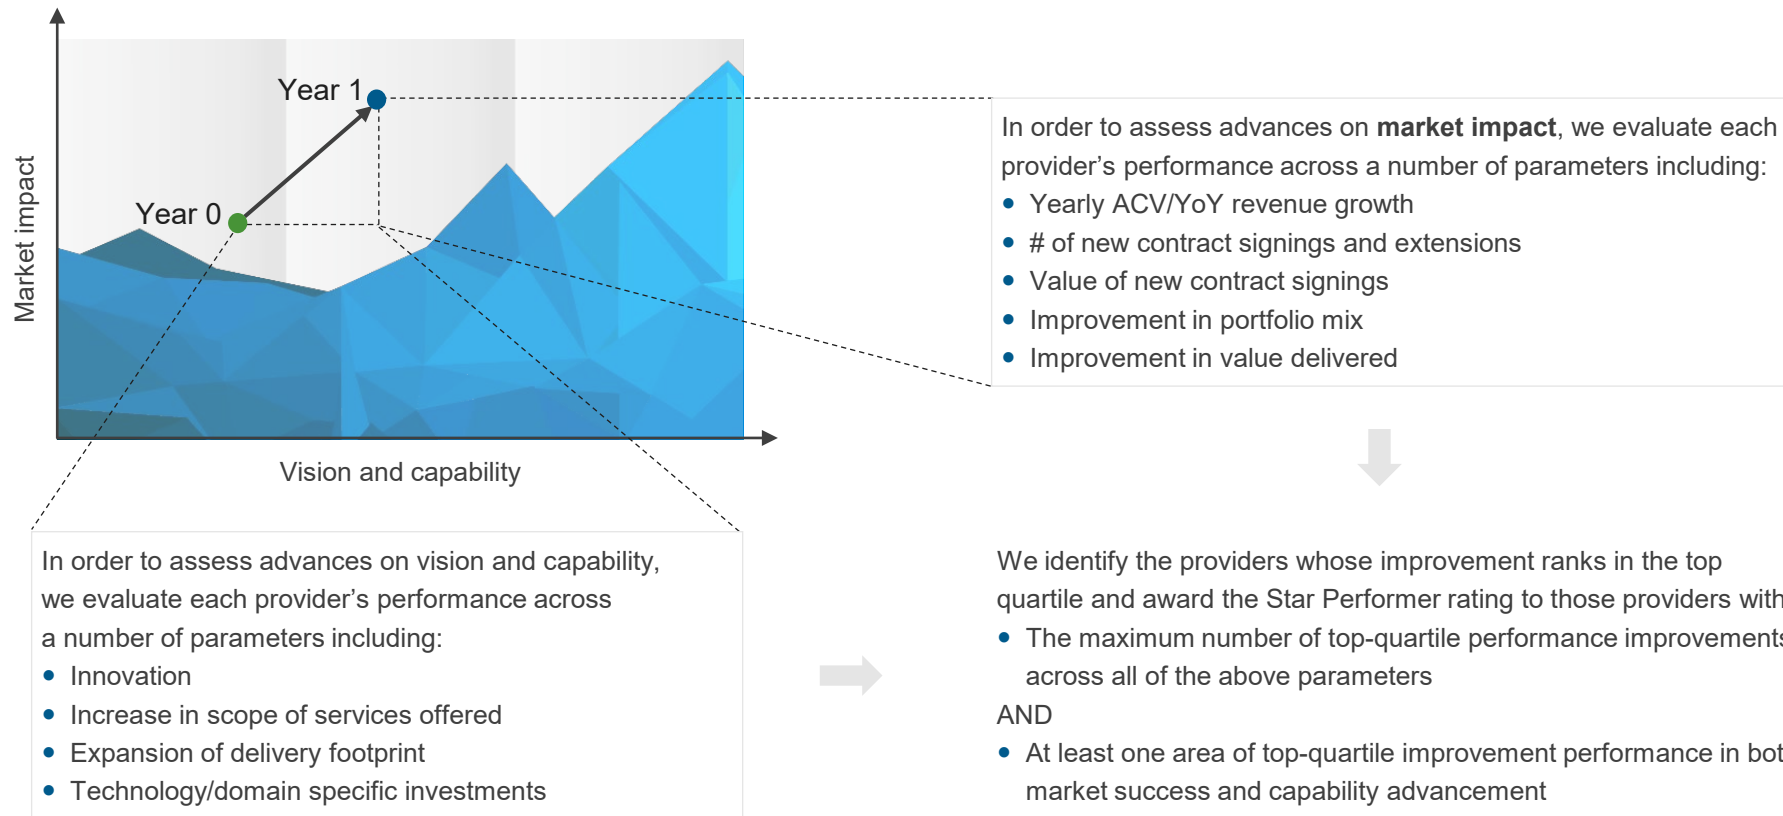 Year 1
Year 0
Market impact
Vision and capability
In order to assess advances on market impact, we evaluate each
provider’s performance across a number of parameters including:
• Yearly ACV/YoY revenue growth
• # of new contract signings and extensions
• Value of new contract signings
• Improvement in portfolio mix
• Improvement in value delivered
In order to assess advances on vision and capability,
we evaluate each provider’s performance across
a number of parameters including:
• Innovation
• Increase in scope of services offered
• Expansion of delivery footprint
• Technology/domain specific investments
We identify the providers whose improvement ranks in the top
quartile and award the Star Performer rating to those providers with
• The maximum number of top-quartile performance improvements
across all of the above parameters
AND
• At least one area of top-quartile improvement performance in
market success and capability advancement